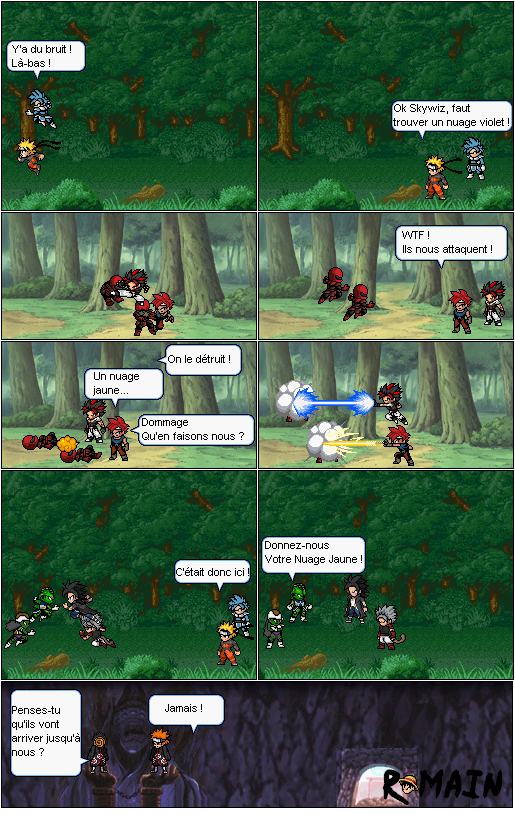 Y'a du bruit !
Là-bas !
Ok Skywiz, faut
trouver un nuage violet !
WTF !
Ils nous attaquent !
On le détruit !
Un nuage
jaune...
Dommage
Qu'en faisons nous ?
C'était donc ici !
Donnez-nous
Votre Nuage Jaune !
Penses-tu
qu'ils vont
arriver jusqu'à
nous ?
Jamais !
ROMAIN